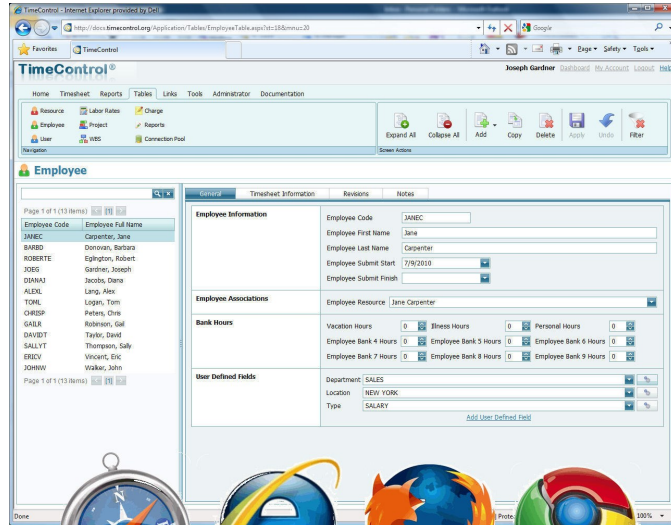 TimeControl - Internet Explorer provided by Dell
http://docs.timecontrol.org/Application/Tables/EmployeeTable.aspx?st=18&mnu=20
Google
Favorites TimeControl
Page Safety Tools
TimeControl®
Joseph Gardner Dashboard My Account Logout Help
Home Timesheet Reports Tables Links Tools Administrator Documentation
Resource Labor Rates Charge
Employee Project Reports
User WBS Connection Pool
Navigation
Expand All Collapse All Add Copy Delete Apply Undo Filter
Screen Actions
Employee
General Timesheet Information Revisions Notes
Page 1 of 1 (13 items) [1]
Employee Code Employee Full Name
JANEC Carpenter, Jane
BARBD Donovan, Barbara
ROBERTE Eglington, Robert
JOEG Gardner, Joseph
DIANAJ Jacobs, Diana
ALEXL Lang, Alex
TOML Logan, Tom
CHRISP Peters, Chris
GAILR Robinson, Gail
DAVIDT Taylor, David
SALLYT Thompson, Sally
ERICV Vincent, Eric
JOHNW Walker, John
Page 1 of 1 (13 items) [1]
Employee Information
Employee Code JANEC
Employee First Name Jane
Employee Last Name Carpenter
Employee Submit Start 7/9/2010
Employee Submit Finish
Employee Associations
Employee Resource Jane Carpenter
Bank Hours
Vacation Hours 0 Illness Hours 0 Personal Hours 0
Employee Bank 4 Hours 0 Employee Bank 5 Hours 0 Employee Bank 6 Hours 0
Employee Bank 7 Hours 0 Employee Bank 8 Hours 0 Employee Bank 9 Hours 0
User Defined Fields
Department SALES
Location NEW YORK
Type SALARY
Add User Defined Field
Done
100%